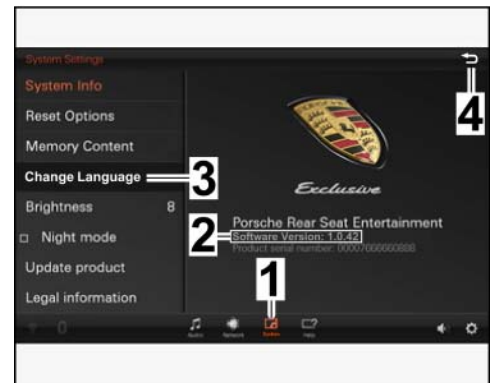 System Settings
System Info
Reset Options
Memory Content
Change Language
Brightness 8
Night mode
Update product
Legal information
0
PORSCHE
Exclusive
Porsche Rear Seat Entertainment
Software Version: 1.0.42
Product serial number:
Audio
Network
System
Help
1
2
3
4